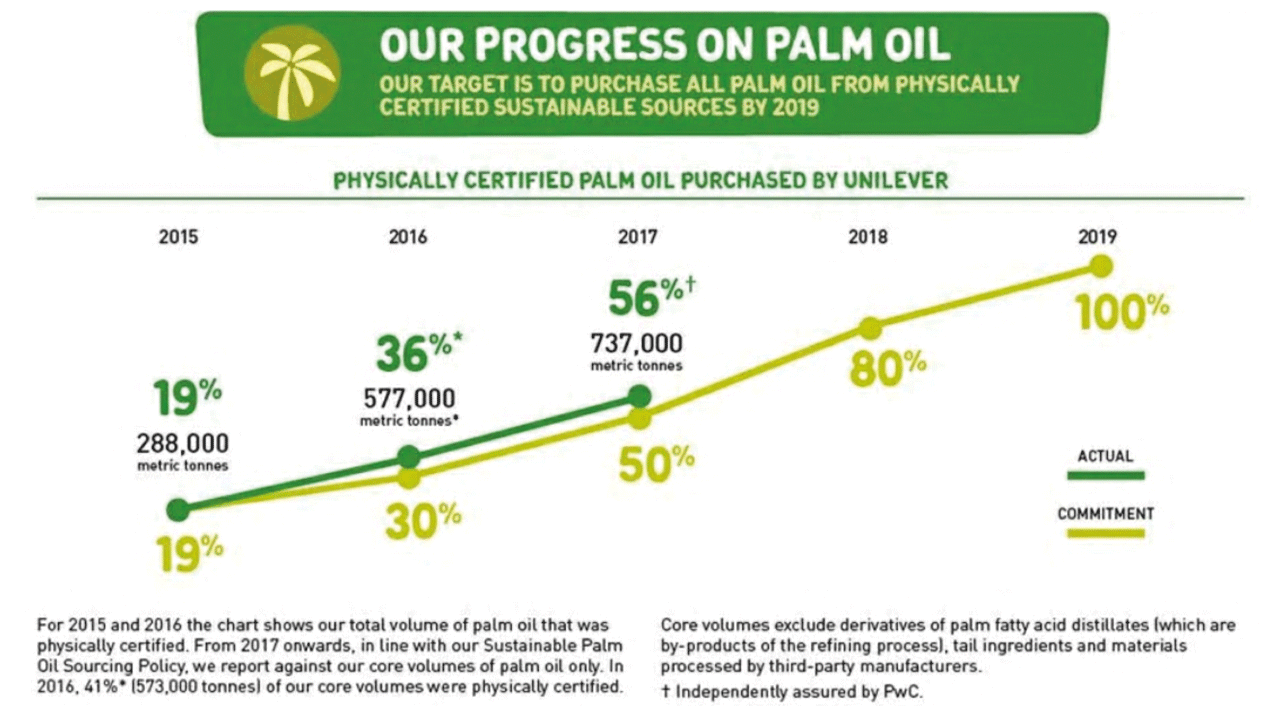 OUR PROGRESS ON PALM OIL
OUR TARGET IS TO PURCHASE ALL PALM OIL FROM PHYSICALLY
CERTIFIED SUSTAINABLE SOURCES BY 2019
PHYSICALLY CERTIFIED PALM OIL PURCHASED BY UNILEVER
2015 2016 2017 2018 2019
19%
288,000
metric tonnes
19%
36%*
577,000
metric tonnes*
30%
56%†
737,000
metric tonnes
50%
80%
100%
ACTUAL
COMMITMENT
For 2015 and 2016 the chart shows our total volume of palm oil that was
physically certified. From 2017 onwards, in line with our Sustainable Palm
Oil Sourcing Policy, we report against our core volumes of palm oil only. In
2016, 41%* (573,000 tonnes) of our core volumes were physically certified.
Core volumes exclude derivatives of palm fatty acid distillates (which are
by-products of the refining process), tail ingredients and materials
processed by third-party manufacturers.
† Independently assured by PwC.